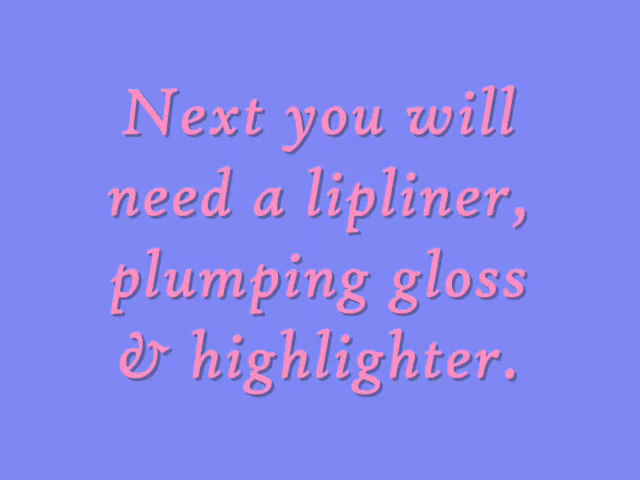 Next you will
need a lipliner,
plumping gloss
& highlighter.